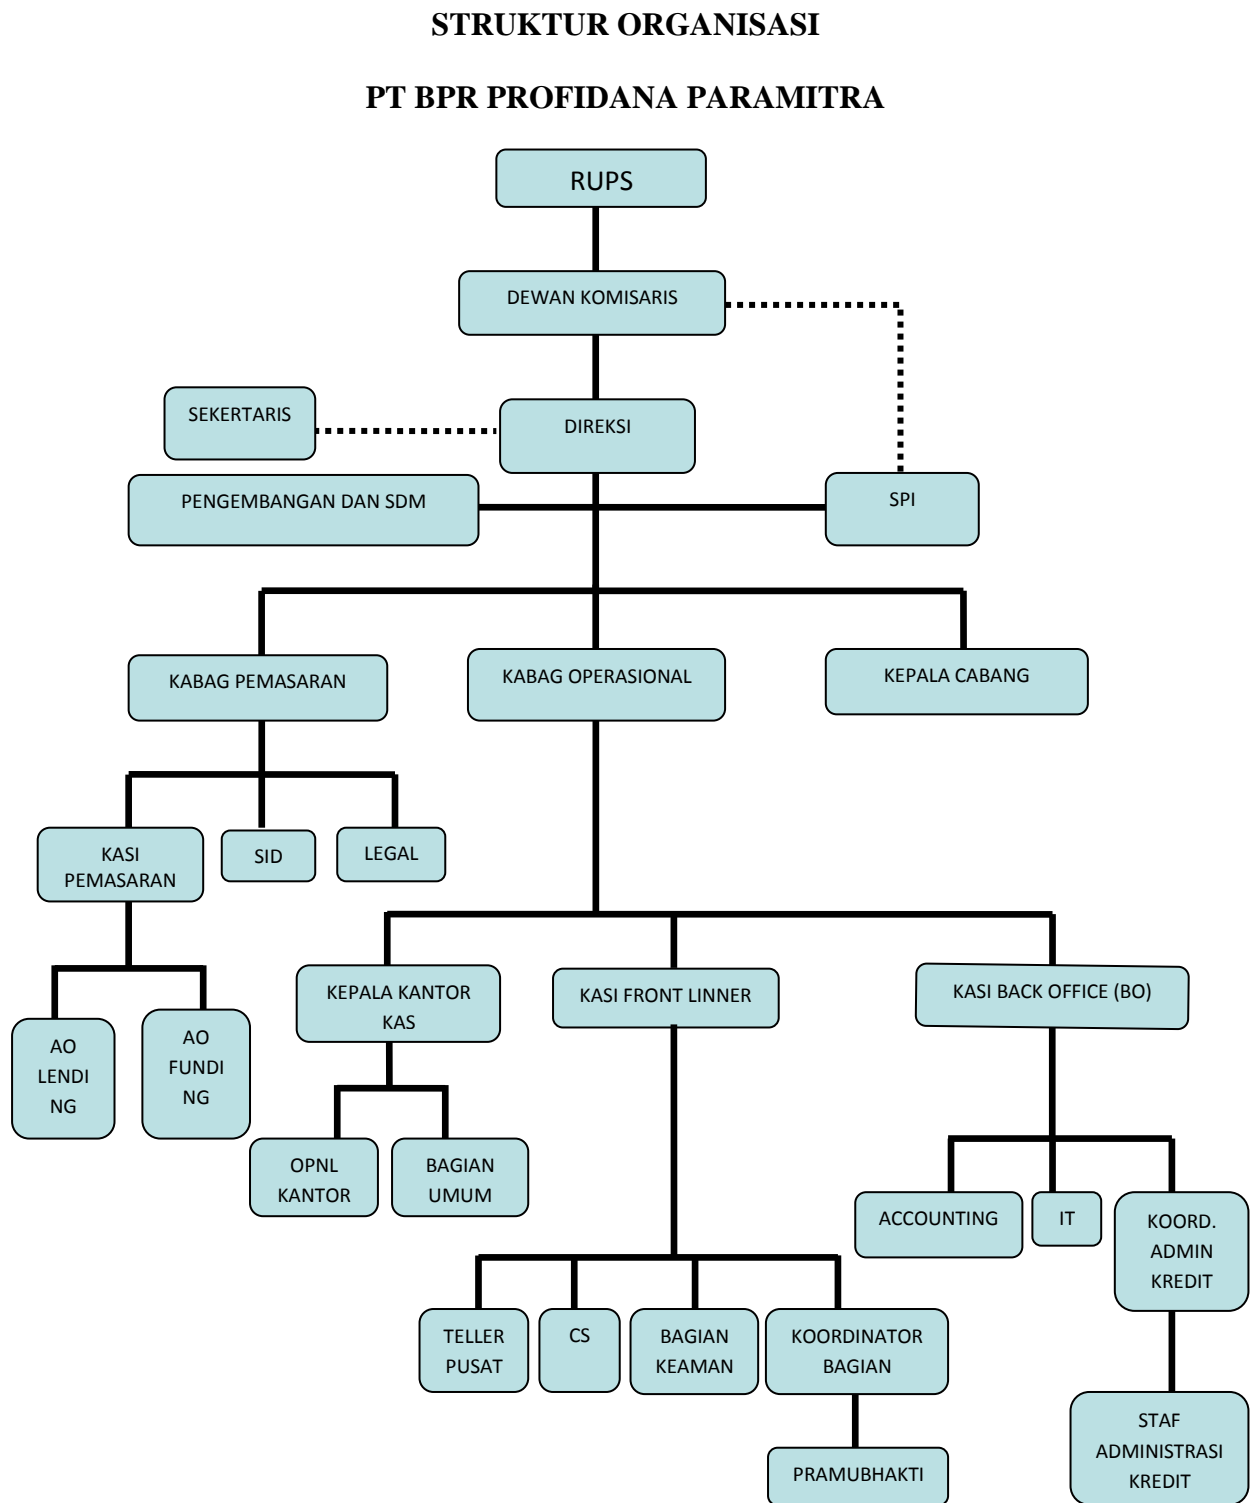 STRUKTUR ORGANISASI
PT BPR PROFIDANA PARAMITRA
RUPS
DEWAN KOMISARIS
SEKERTARIS
DIREKSI
PENGEMBANGAN DAN SDM
SPI
KABAG PEMASARAN
KABAG OPERASIONAL
KEPALA CABANG
KASI
PEMASARAN
SID
LEGAL
KEPALA KANTOR
KAS
KASI FRONT LINNER
KASI BACK OFFICE (BO)
AO
LENDI
NG
AO
FUNDI
NG
OPNL
KANTOR
BAGIAN
UMUM
ACCOUNTING
IT
KOORD.
ADMIN
KREDIT
TELLER
PUSAT
CS
BAGIAN
KEAMAN
KOORDINATOR
BAGIAN
PRAMUBHAKTI
STAF
ADMINISTRASI
KREDIT